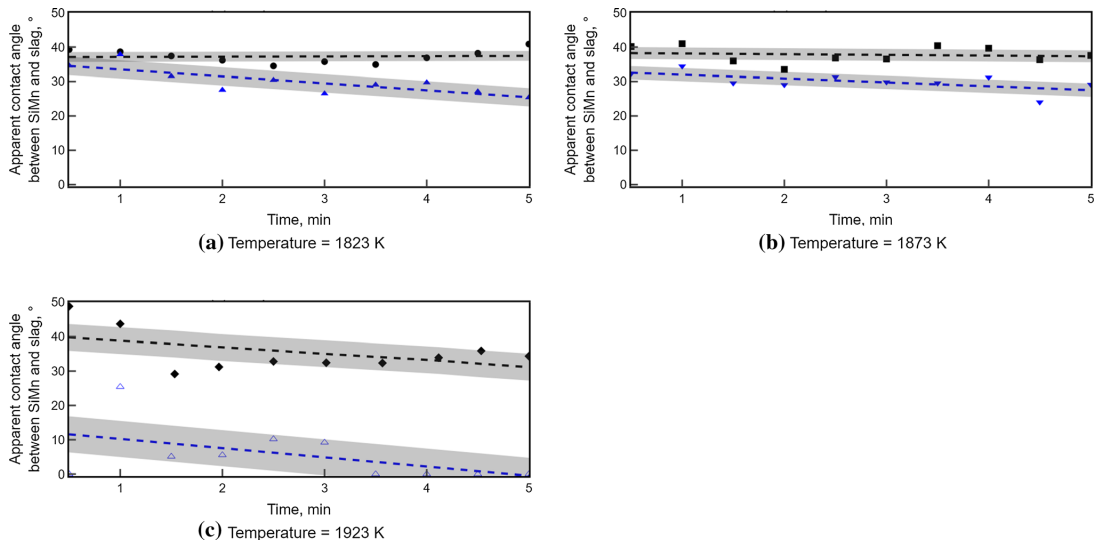 Apparent contact angle
between SiMn and slag, °
50
40
30
20
10
0
1
2
3
4
5
Time, min
(a) Temperature = 1823 K
Apparent contact angle
between SiMn and slag, °
50
40
30
20
10
0
1
2
3
4
5
Time, min
(b) Temperature = 1873 K
Apparent contact angle
between SiMn and slag, °
50
40
30
20
10
0
1
2
3
4
5
Time, min
(c) Temperature = 1923 K